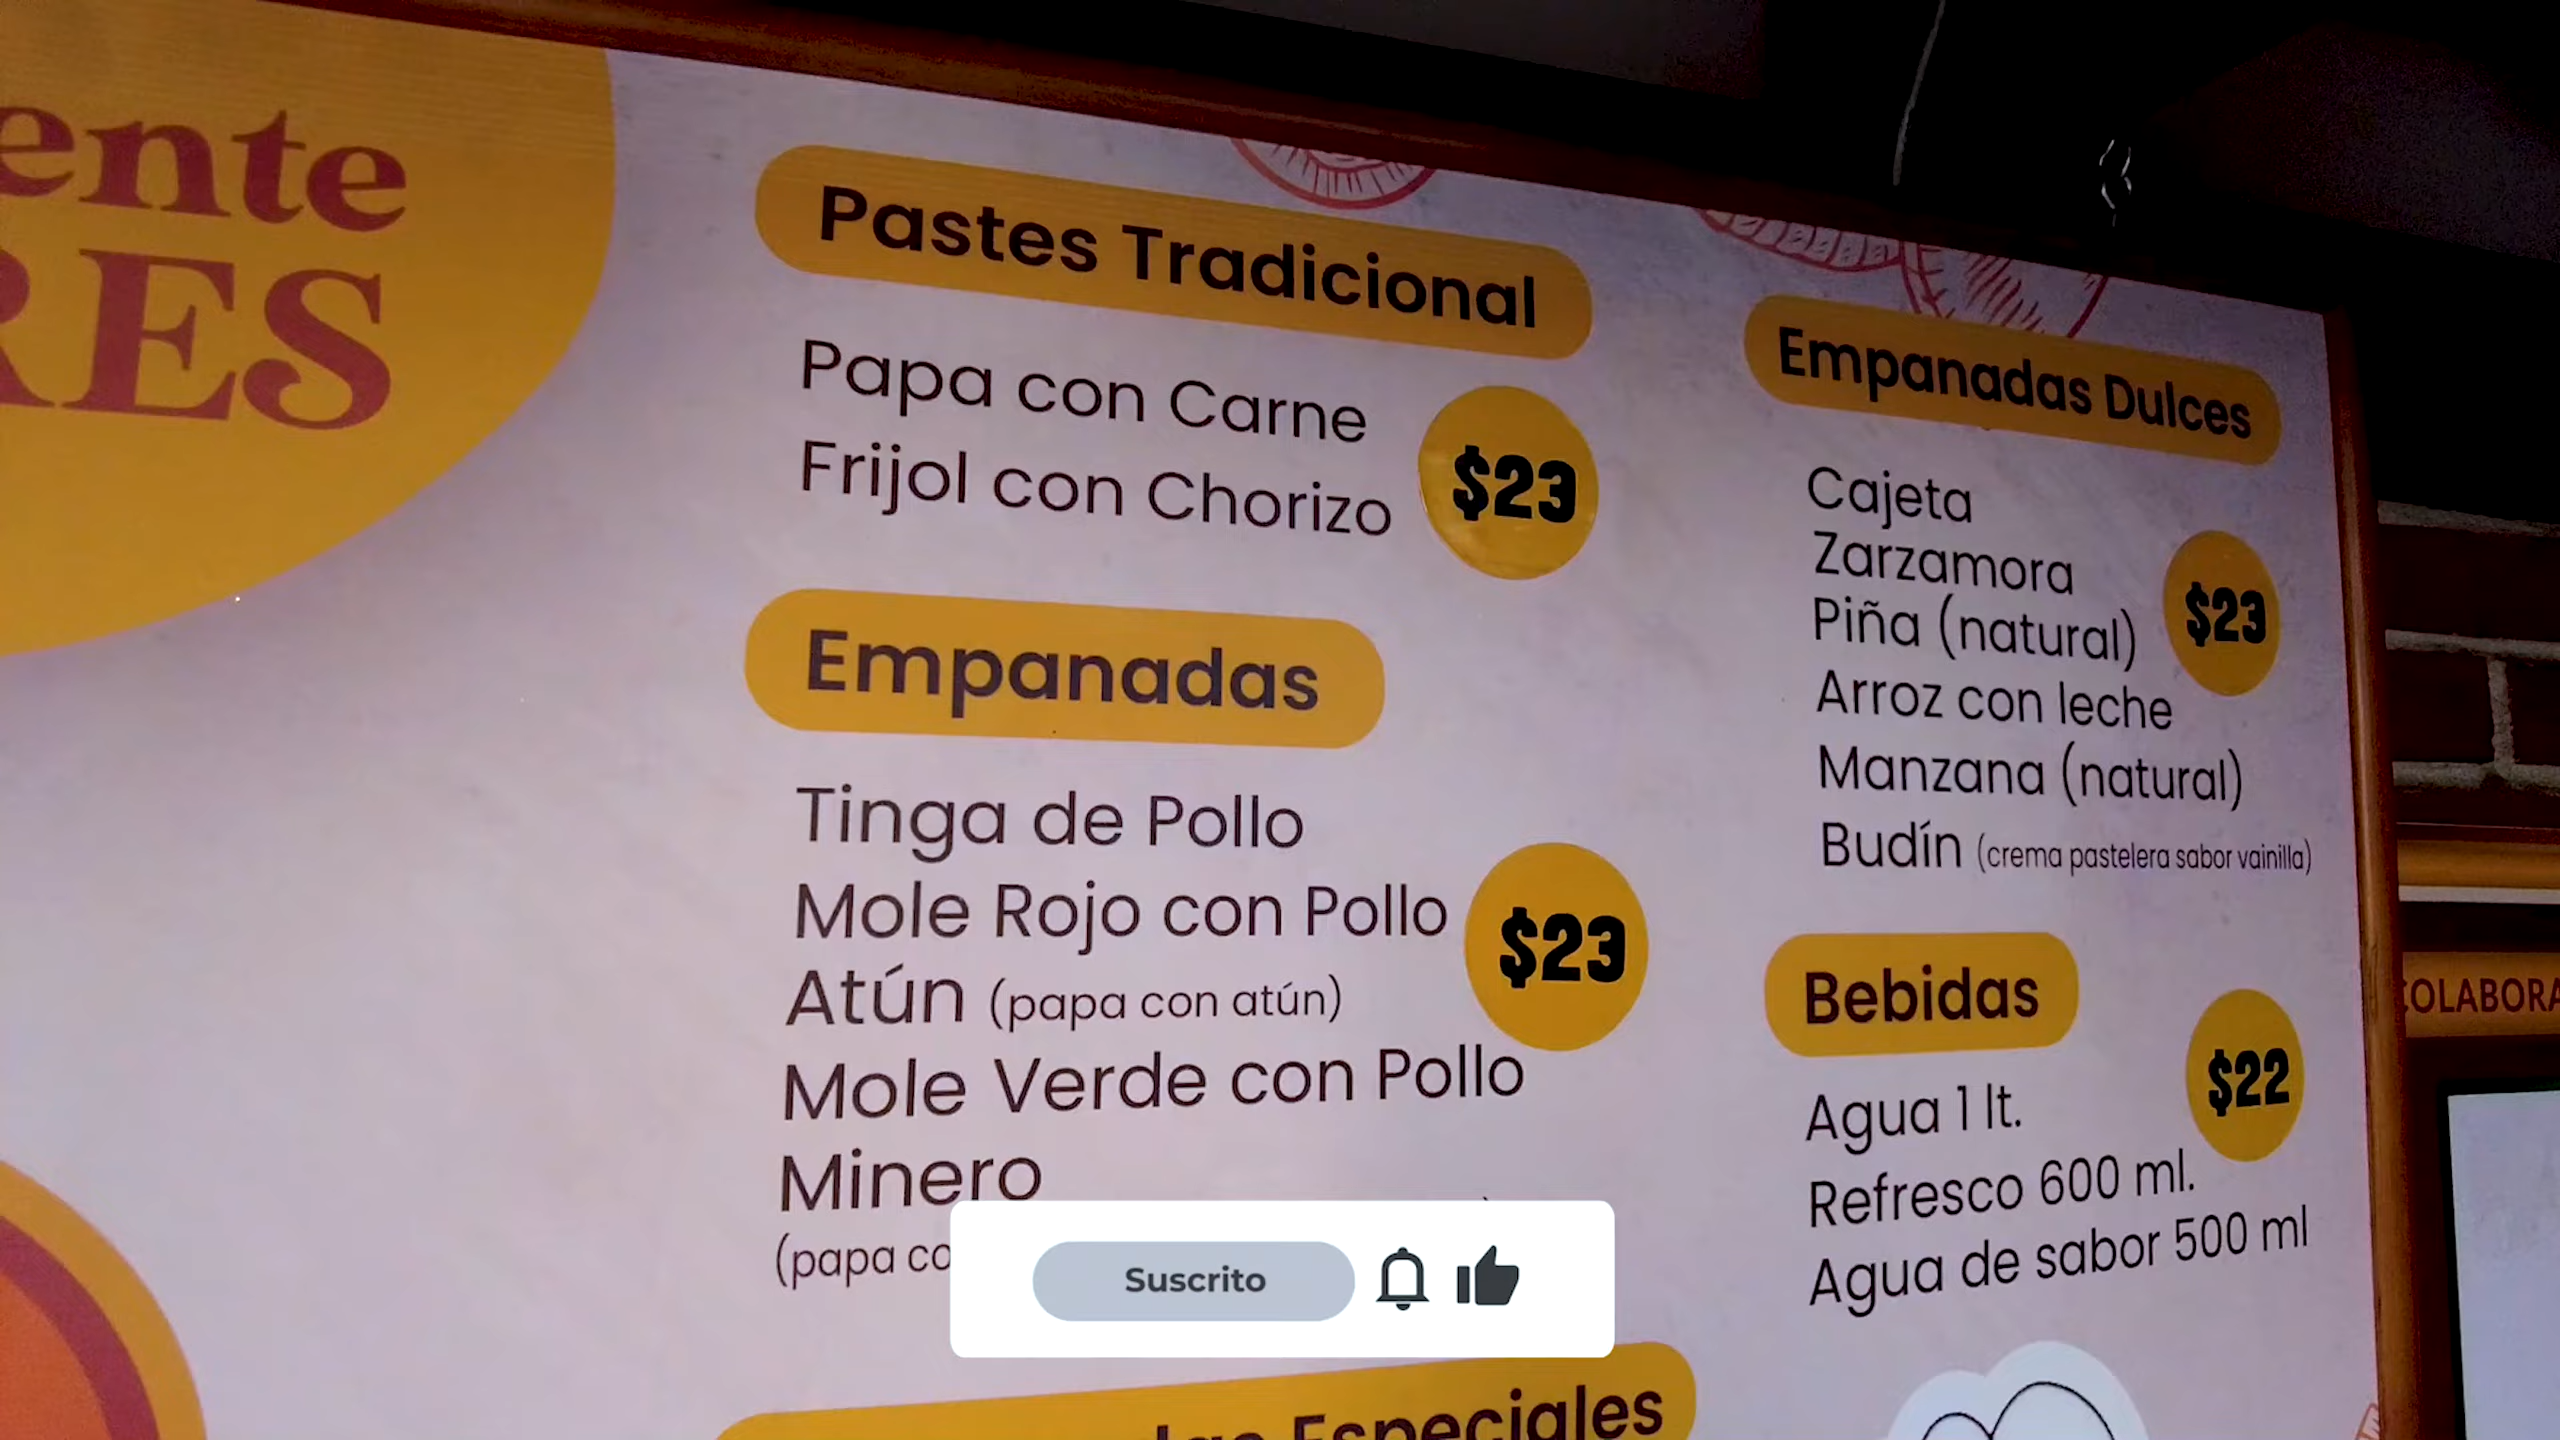 ente
RES
Pastes Tradicional
Papa con Carne
Frijol con Chorizo
$23
Empanadas
Tinga de Pollo
Mole Rojo con Pollo
Atún (papa con atún)
Mole Verde con Pollo
Minero
(papa co
$23
Especiales
Empanadas Dulces
Cajeta
Zarzamora
Piña (natural)
Arroz con leche
Manzana (natural)
Budín (crema pastelera sabor vainilla)
$23
Bebidas
$22
Agua 1 lt.
Refresco 600 ml.
Agua de sabor 500 ml
COLABORA
Suscrito